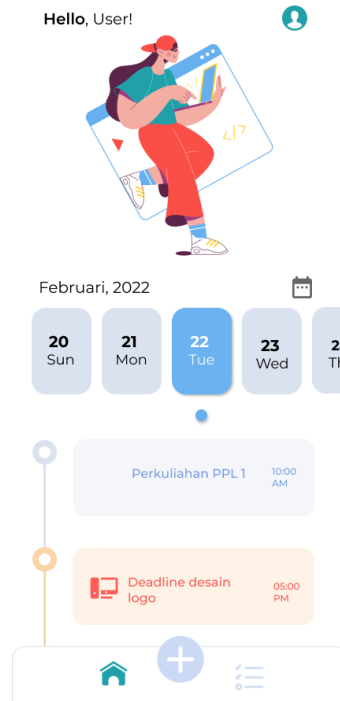 Hello, User!
Februari, 2022
20 21 22 23
Sun Mon Tue Wed
Perkuliahan PPL 1
10:00
AM
Deadline desain
logo
05:00
PM